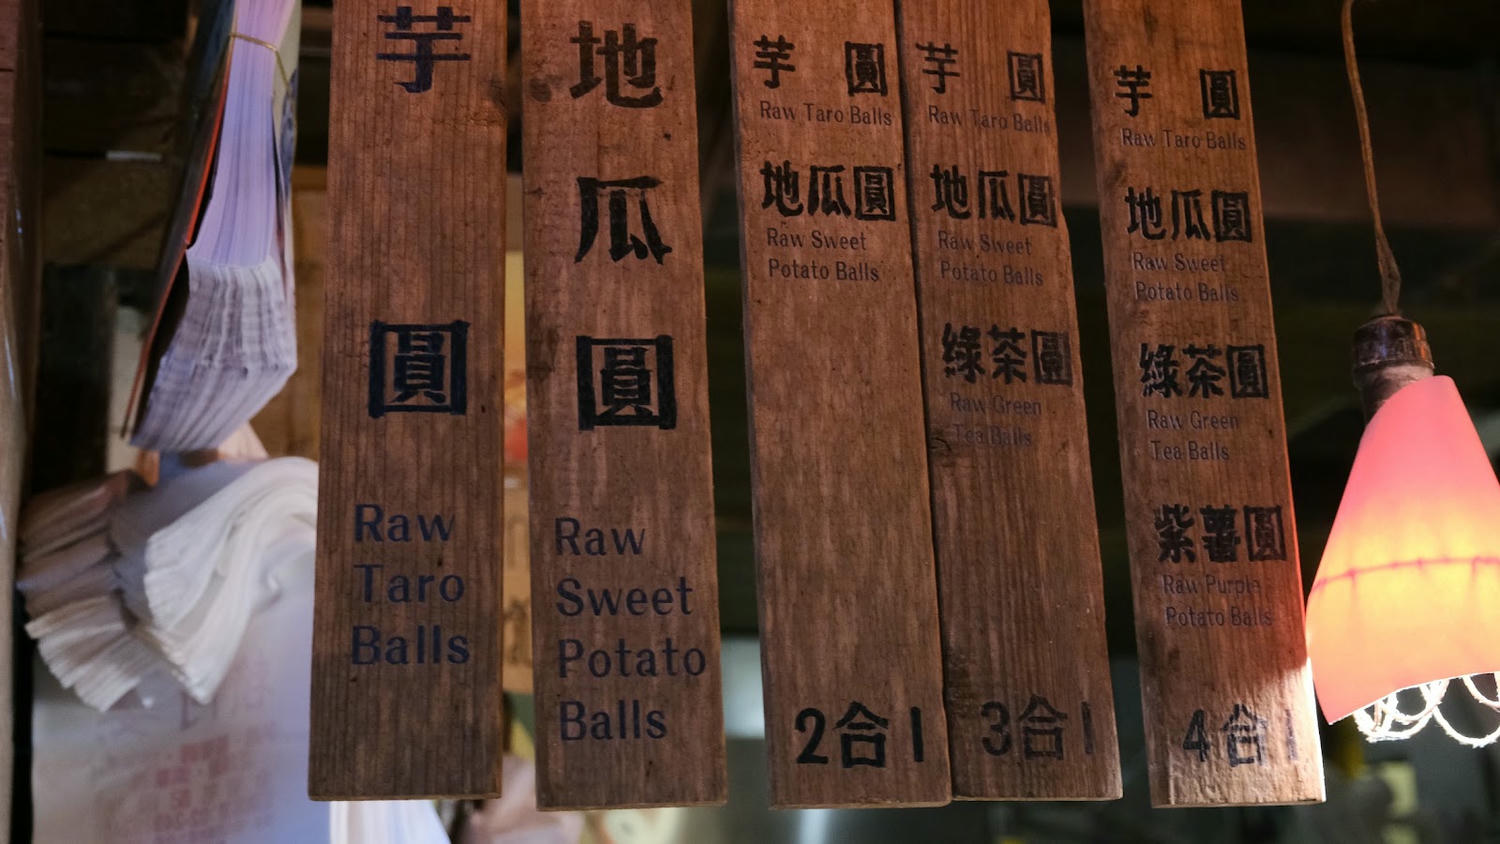 芋圓
Raw
Taro
Balls
地瓜圓
Raw
Sweet
Potato
Balls
芋圓
Raw Taro Balls
地瓜圓
Raw Sweet
Potato Balls
2合1
芋圓
Raw Taro Balls
地瓜圓
Raw Sweet
Potato Balls
綠茶圓
Raw Green
Tea Balls
3合1
芋圓
Raw Taro Balls
地瓜圓
Raw Sweet
Potato Balls
綠茶圓
Raw Green
Tea Balls
紫薯圓
Raw Purple
Potato Balls
4合1